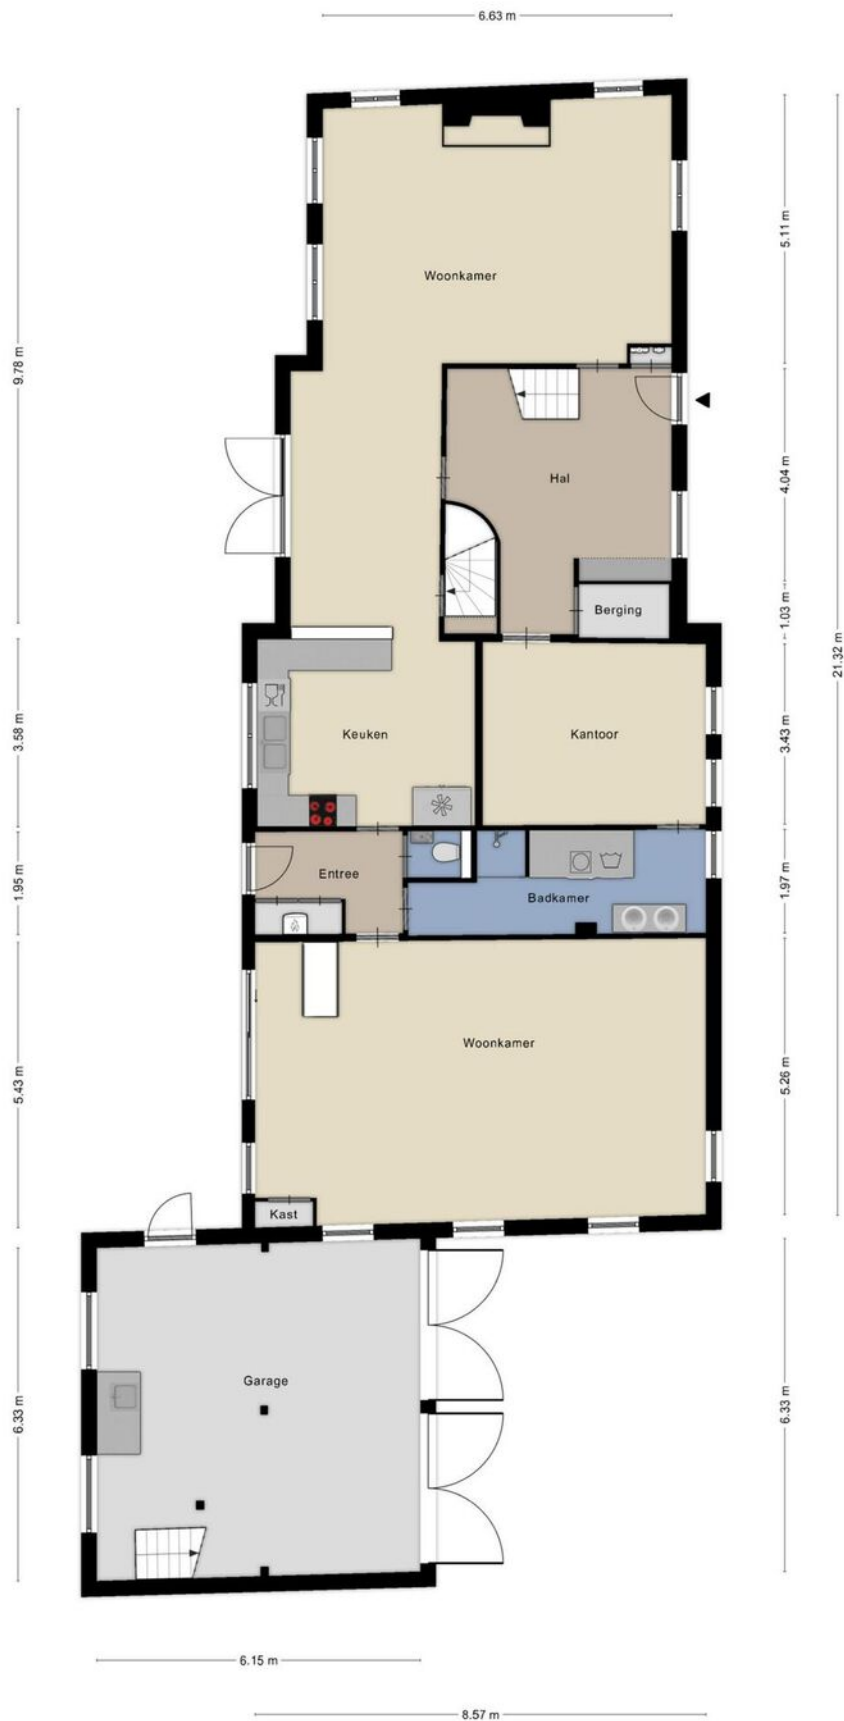 6.63 m
5.11 m
Woonkamer
9.78 m
21.32 m
4.04 m
Hal
1.03 m
Berging
3.58 m
Keuken
Kantoor
3.43 m
1.95 m
Entree
Badkamer
1.97 m
Woonkamer
5.43 m
5.26 m
Kast
Garage
6.33 m
6.33 m
6.15 m
8.57 m